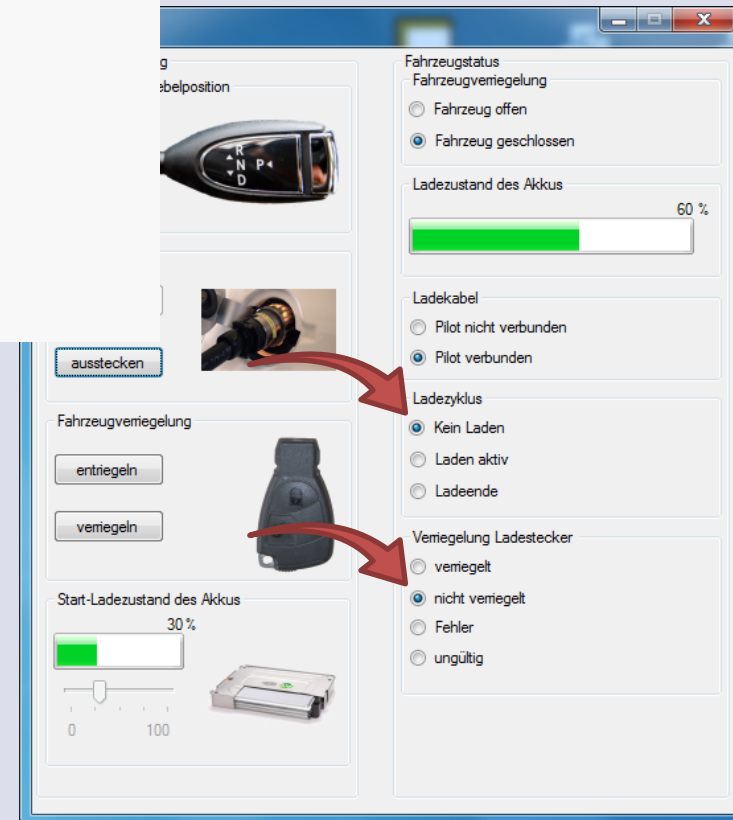 g
ebelposition
R
N P
D
ausstecken
Fahrzeugverriegelung
entriegeln
verriegeln
Start-Ladezustand des Akkus
30 %
0 100
Fahrzeugstatus
Fahrzeugverriegelung
Fahrzeug offen
Fahrzeug geschlossen
Ladezustand des Akkus
60 %
Ladekabel
Pilot nicht verbunden
Pilot verbunden
Ladezyklus
Kein Laden
Laden aktiv
Ladeende
Verriegelung Ladestecker
verriegelt
nicht verriegelt
Fehler
ungültig